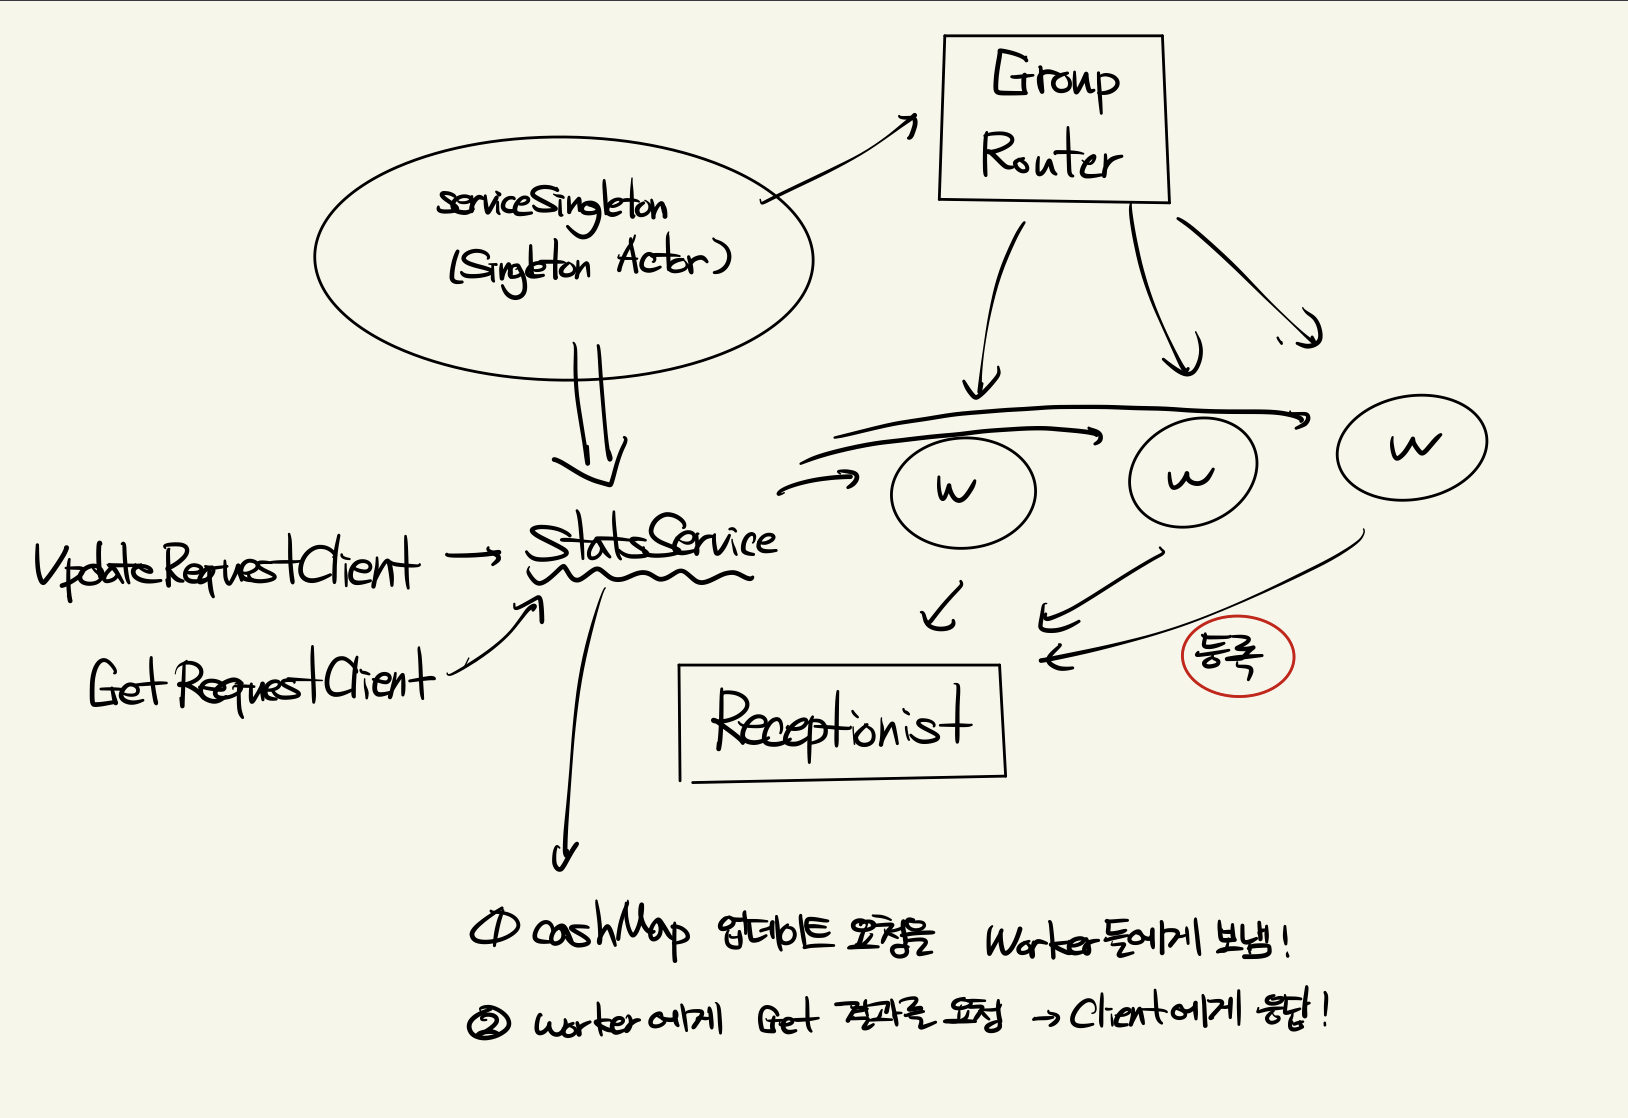 Group
Router
serviceSingleton
(Singleton Actor)
W
W
W
UpdateRequestClient
StatsService
GetRequestClient
등록
Receptionist
① cashMap 업데이트 요청을 Worker들에게 보냄!
② worker에게 Get 결과를 요청 → Client에게 응답!